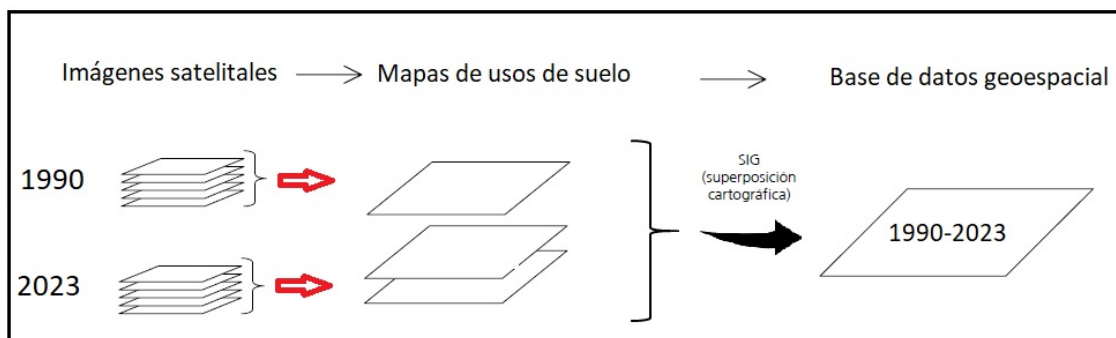 Imágenes satelitales
Mapas de usos de suelo
Base de datos geoespacial
1990
SIG
(superposición
cartográfica)
1990-2023
2023